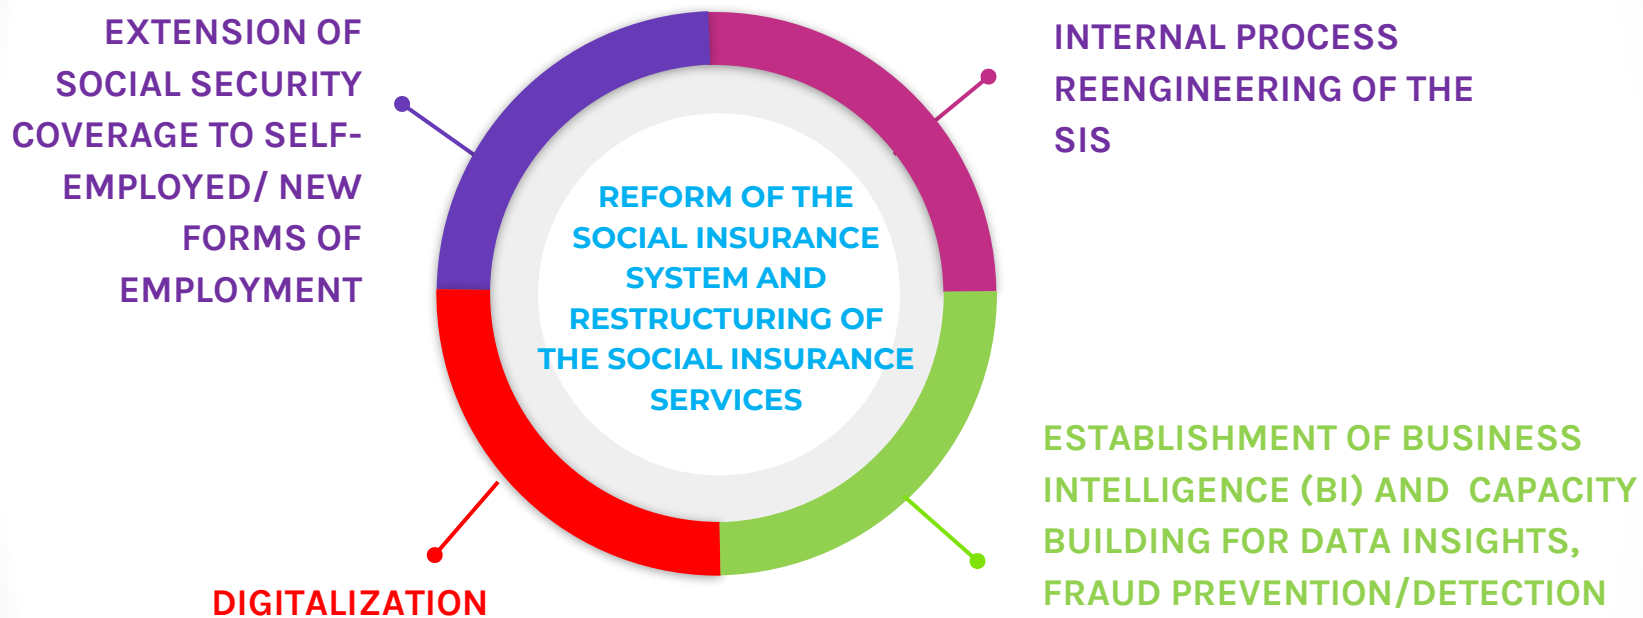 EXTENSION OF
SOCIAL SECURITY
COVERAGE TO SELF-
EMPLOYED/ NEW
FORMS OF
EMPLOYMENT
INTERNAL PROCESS
REENGINEERING OF THE
SIS
REFORM OF THE
SOCIAL INSURANCE
SYSTEM AND
RESTRUCTURING OF
THE SOCIAL INSURANCE
SERVICES
DIGITALIZATION
ESTABLISHMENT OF BUSINESS
INTELLIGENCE (BI) AND CAPACITY
BUILDING FOR DATA INSIGHTS,
FRAUD PREVENTION/DETECTION